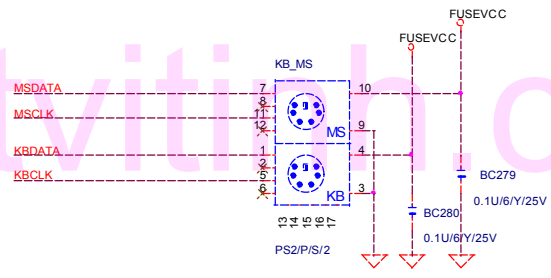 FUSEVCC
FUSEVCC
KB_MS
MSDATA 7 10
8
MSCLK 11
12 MS 9
KBDATA 1 4
2
KBCLK 5
6 KB 3
BC279
0.1U/6/Y/25V
BC280
0.1U/6/Y/25V
13 14 15 16 17
PS2/P/S/2
tvitinh.c